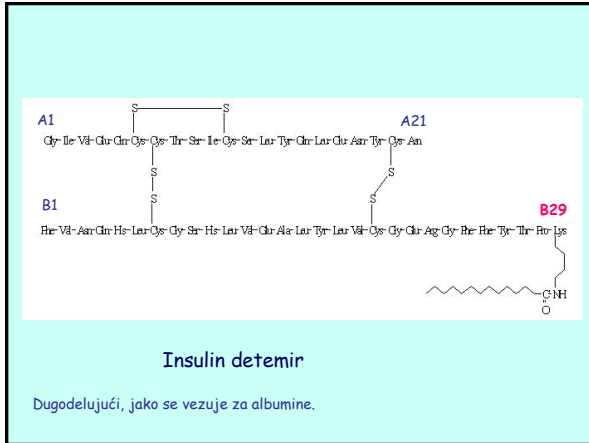 S S
A1 A21
Gly-Ile-Val-Glu-Gln-Cys-Cys-Thr-Ser-Ile-Cys-Ser-Leu-Tyr-Gln-Leu-Glu-Asn-Tyr-Cys-Asn
S S
S S
B1 B29
Phe-Val-Asn-Gln-His-Leu-Cys-Gly-Ser-His-Leu-Val-Glu-Ala-Leu-Tyr-Leu-Val-Cys-Gly-Glu-Arg-Gly-Phe-Phe-Tyr-Thr-Pro-Lys
C-NH
O
Insulin detemir
Dugodelujući, jako se vezuje za albumine.